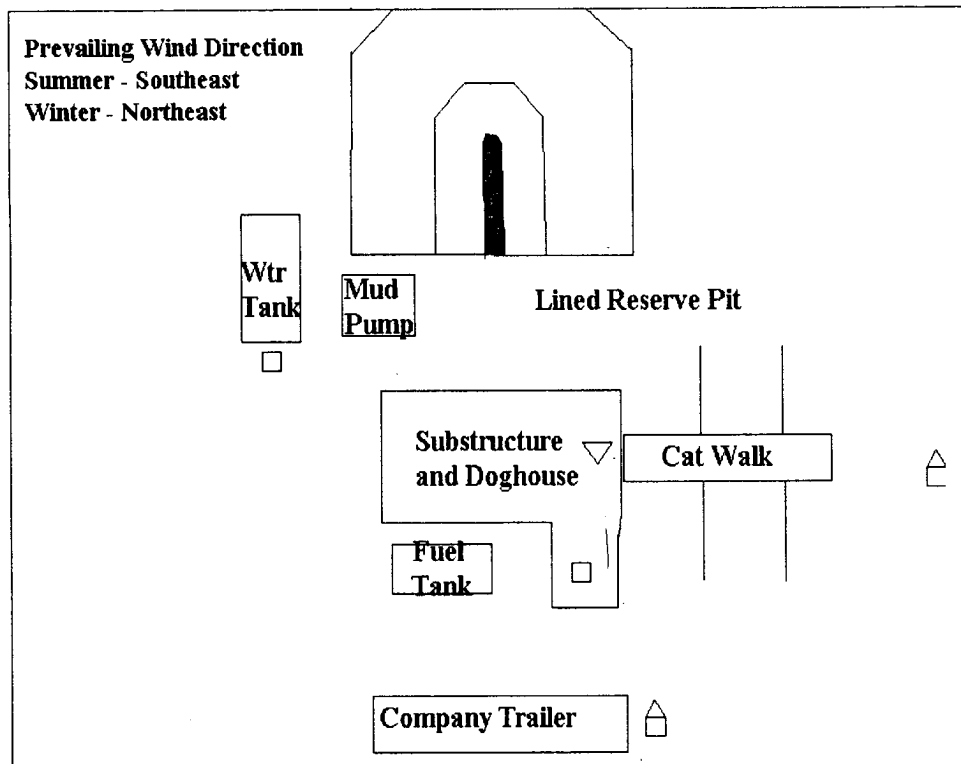 Prevailing Wind Direction
Summer - Southeast
Winter - Northeast
Wtr
Tank
Mud
Pump
Lined Reserve Pit
Substructure
and Doghouse
Cat Walk
Fuel
Tank
Company Trailer